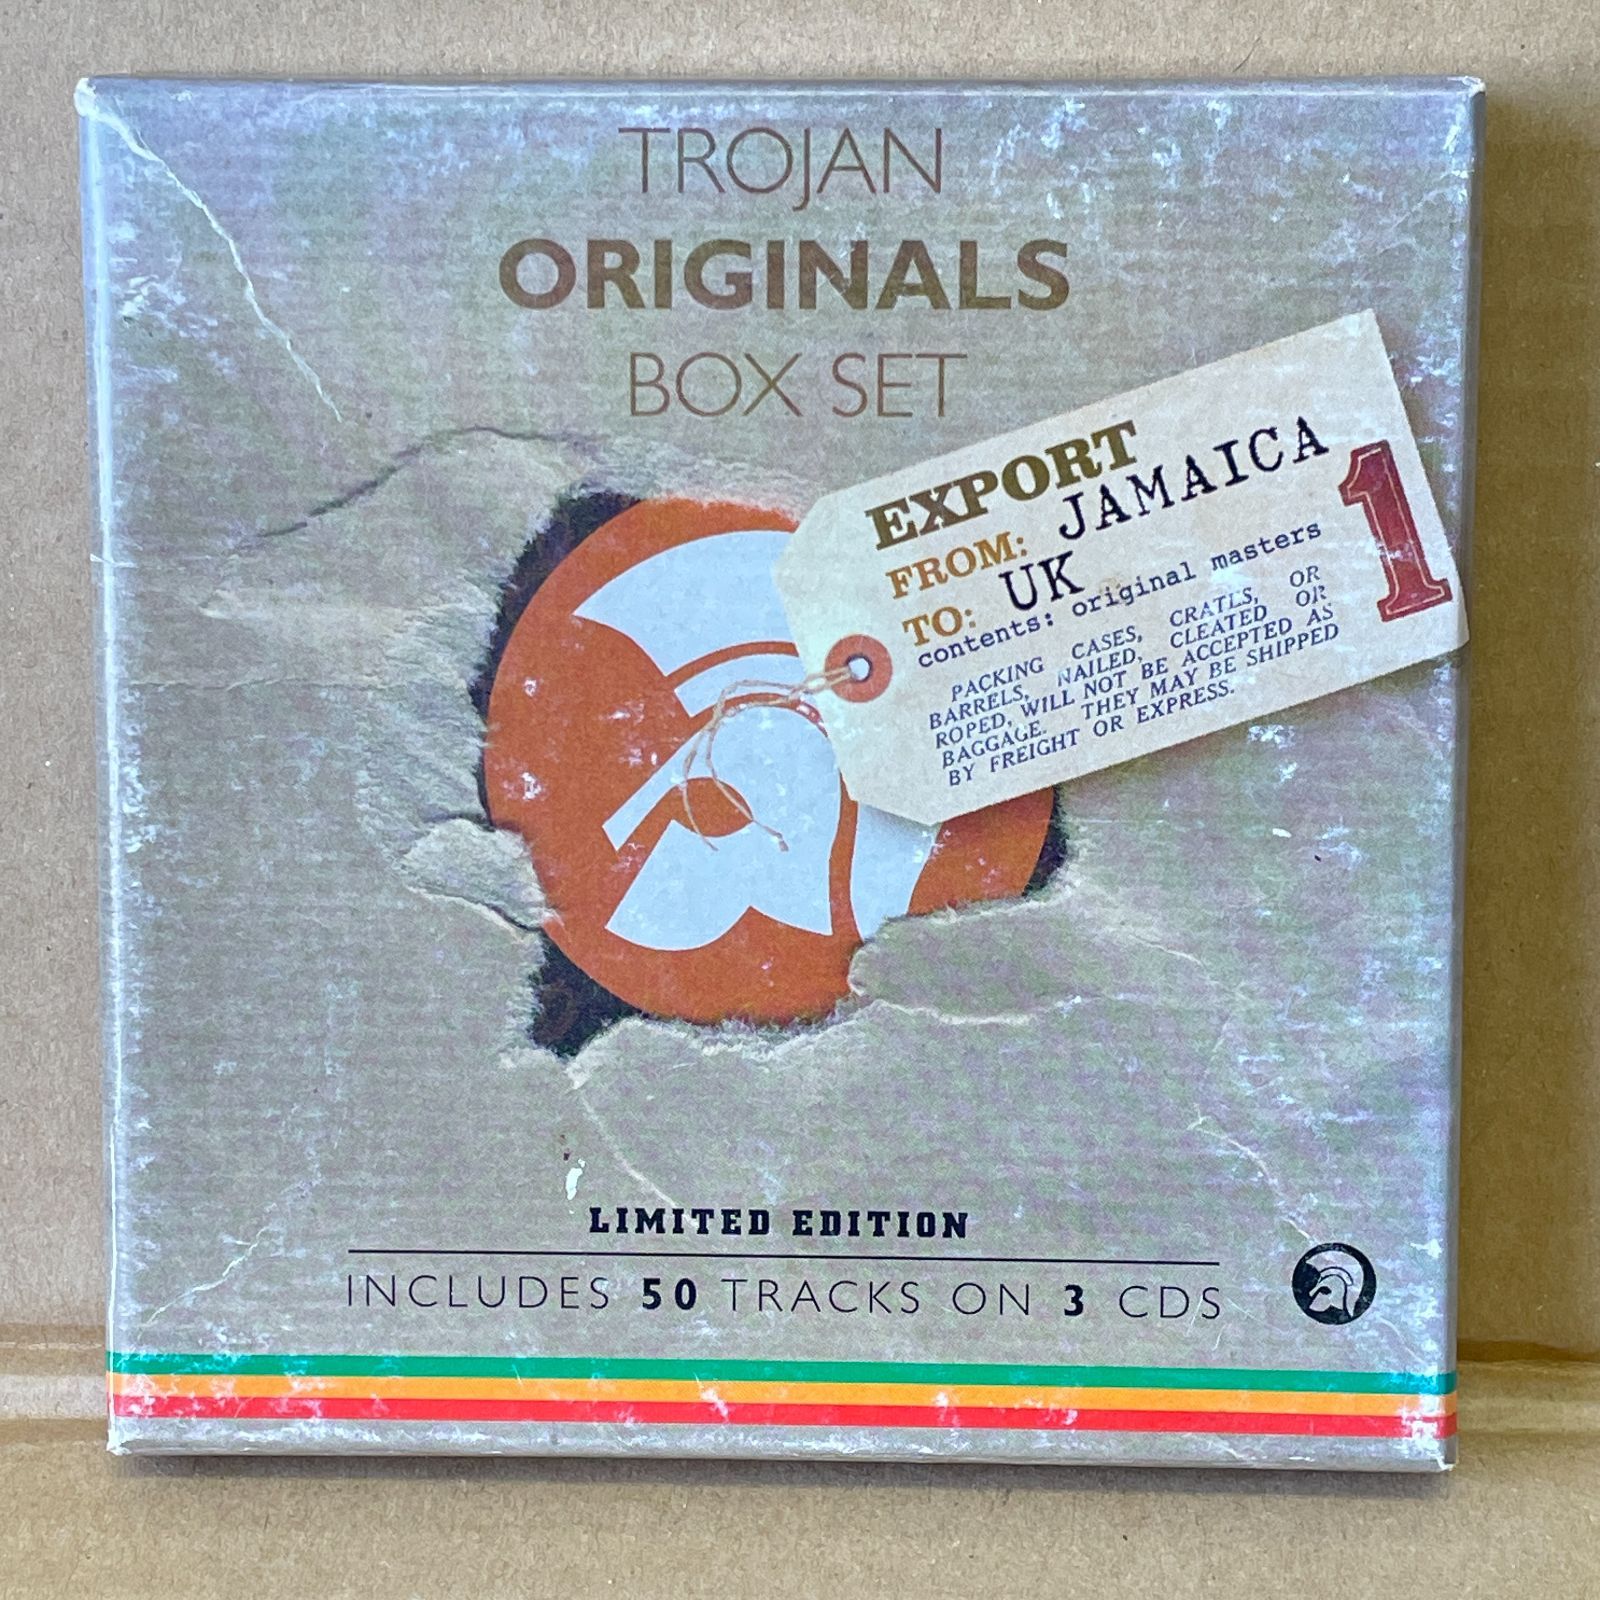 TROJAN
ORIGINALS
BOX SET
EXPORT
FROM: JAMAICA
TO: UK
1
contents: original masters
PACKING CASES, CRATES, OR
BARRELS, NAILED, CLEATED OR
ROPED, WILL NOT BE ACCEPTED AS
BAGGAGE. THEY MAY BE SHIPPED
BY FREIGHT OR EXPRESS.
LIMITED EDITION
INCLUDES 50 TRACKS ON 3 CDS